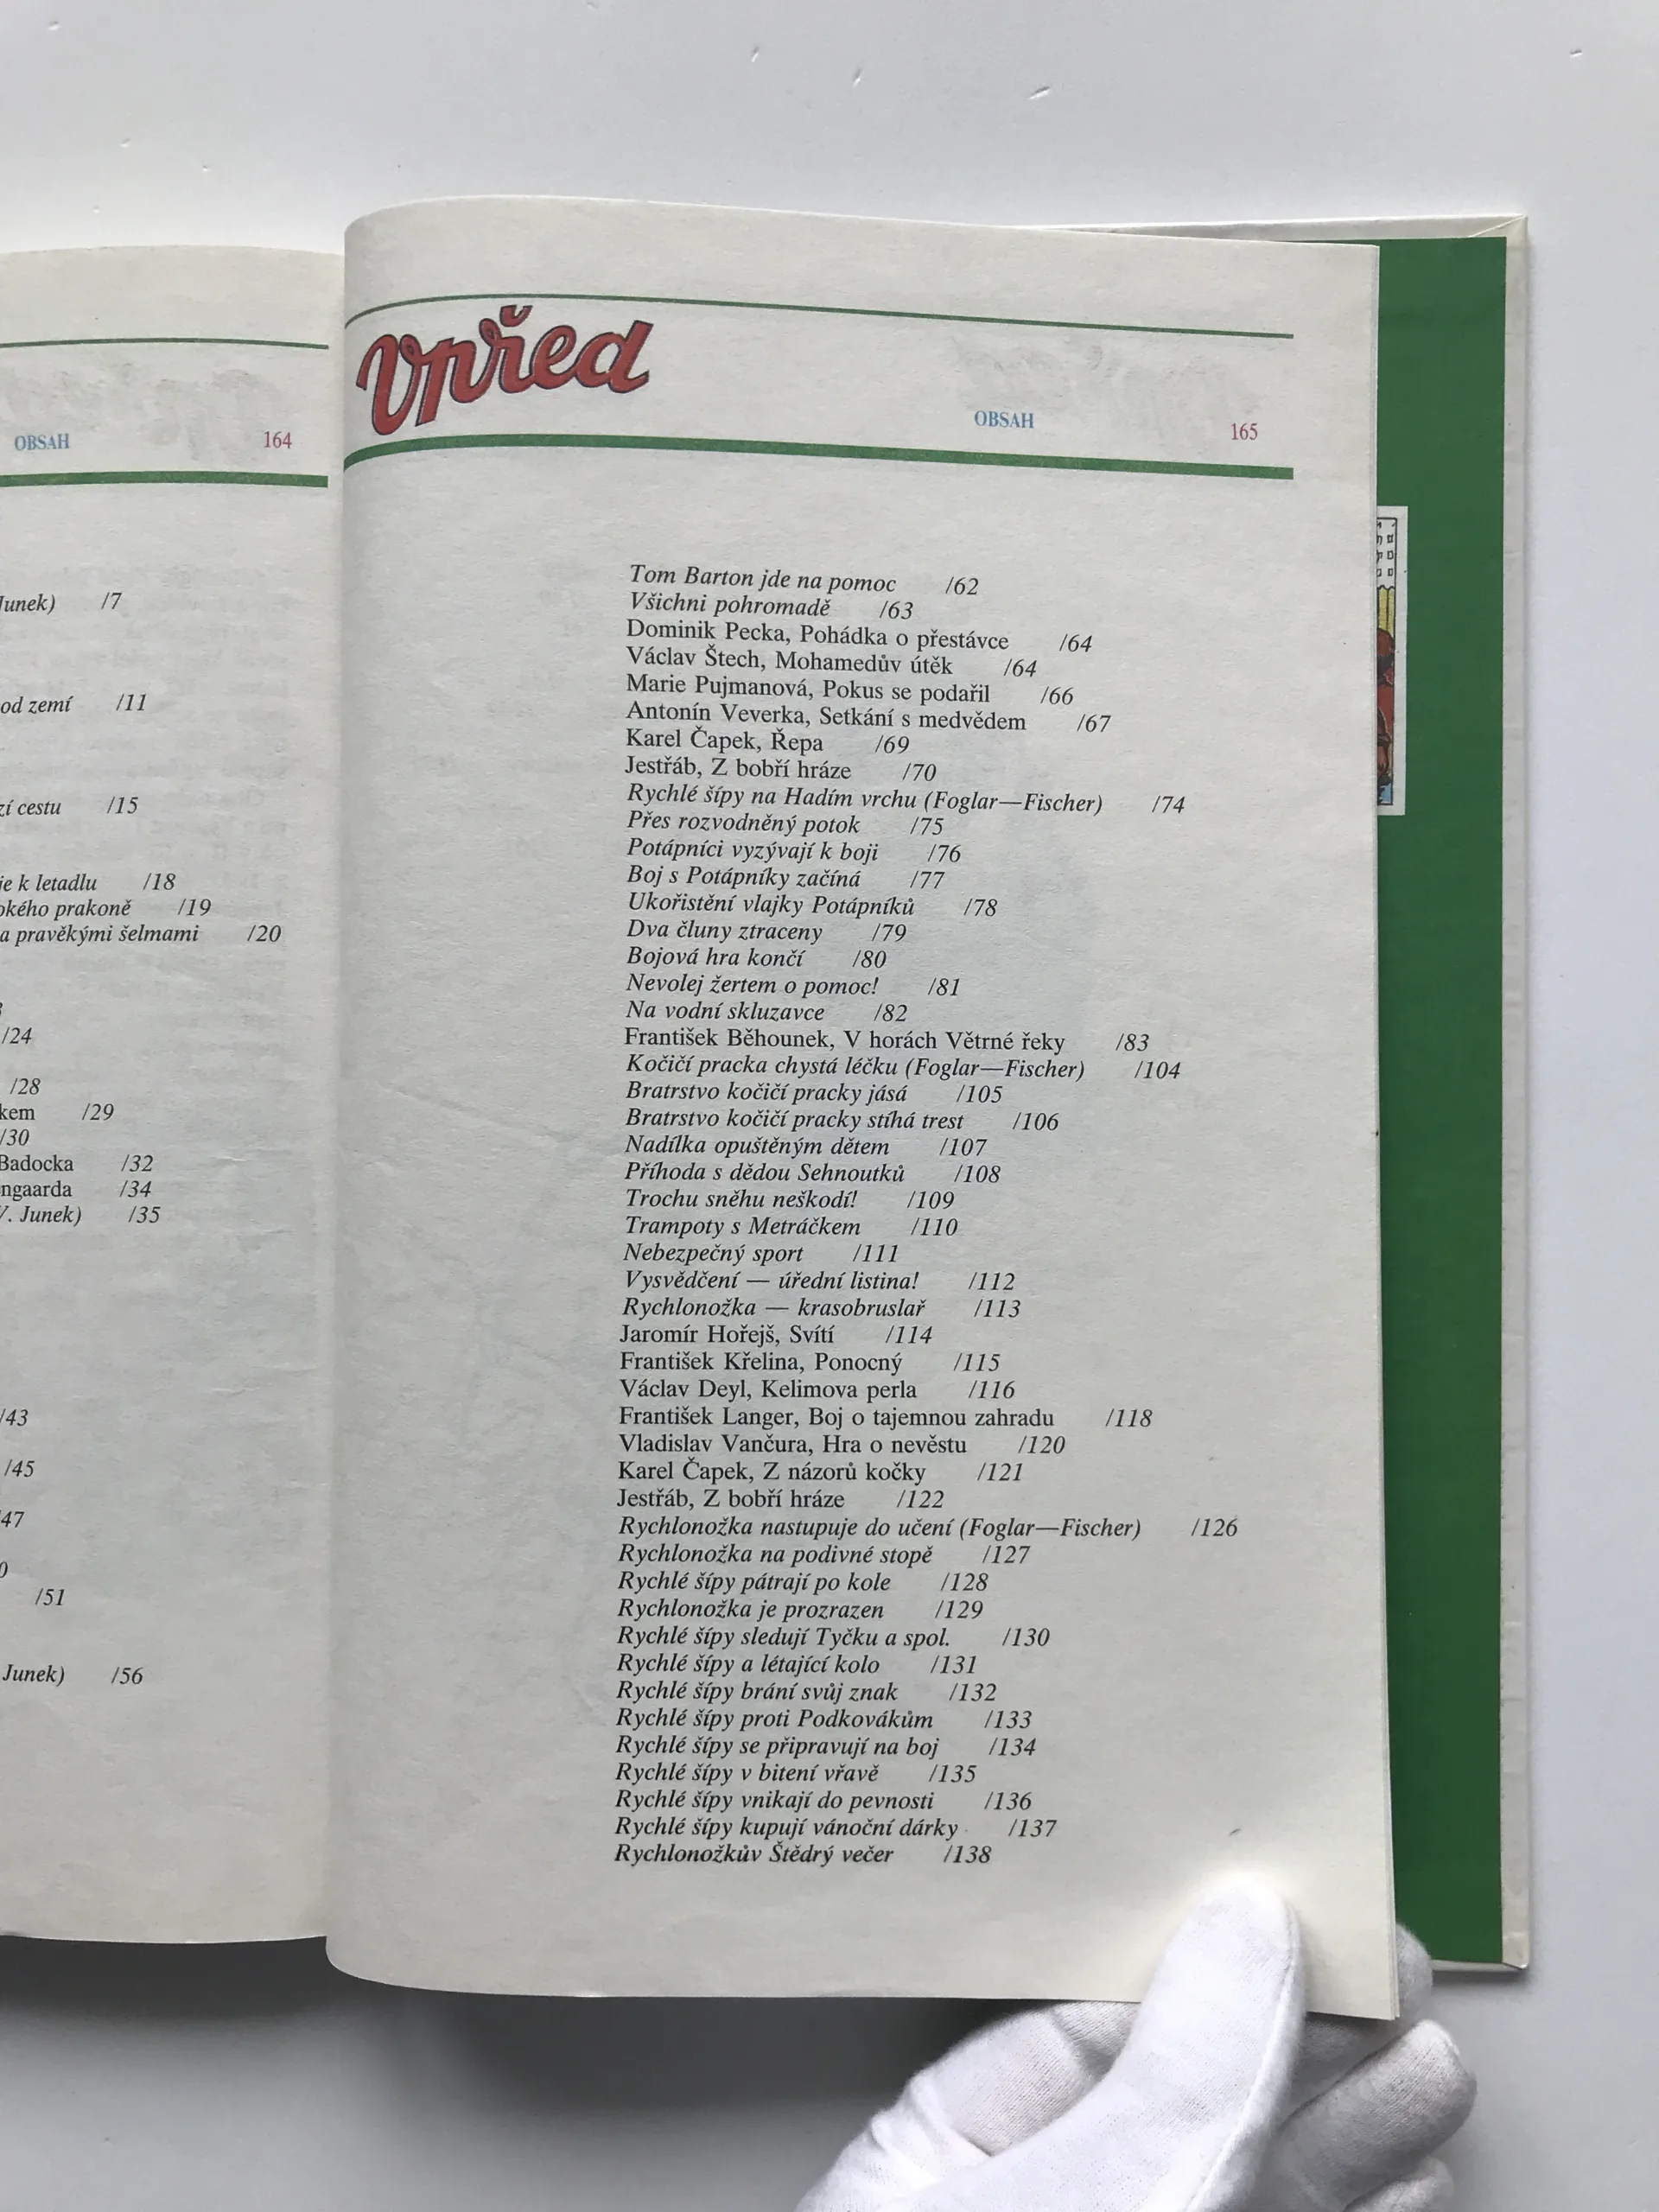 OBSAH 164
Junek) /7
od zemí /11
zí cestu /15
je k letadlu /18
okého prakoně /19
a pravěkými šelmami /20
/24
/28
kem /29
/30
Badocka /32
ngaarda /34
V. Junek) /35
/43
/45
47
/51
Junek) /56
Vpřed
OBSAH 165
Tom Barton jde na pomoc /62
Všichni pohromadě /63
Dominik Pecka, Pohádka o přestávce /64
Václav Štech, Mohamedův útěk /64
Marie Pujmanová, Pokus se podařil /66
Antonín Veverka, Setkání s medvědem /67
Karel Čapek, Řepa /69
Jestřáb, Z bobří hráze /70
Rychlé šípy na Hadím vrchu (Foglar—Fischer) /74
Přes rozvodněný potok /75
Potápníci vyzývají k boji /76
Boj s Potápníky začíná /77
Ukořistění vlajky Potápníků /78
Dva čluny ztraceny /79
Bojová hra končí /80
Nevolej žertem o pomoc! /81
Na vodní skluzavce /82
František Běhounek, V horách Větrné řeky /83
Kočičí pracka chystá léčku (Foglar—Fischer) /104
Bratrstvo kočičí pracky jásá /105
Bratrstvo kočičí pracky stíhá trest /106
Nadílka opuštěným dětem /107
Příhoda s dědou Sehnoutků /108
Trochu sněhu neškodí! /109
Trampoty s Metráčkem /110
Nebezpečný sport /111
Vysvědčení — úřední listina! /112
Rychlonožka — krasobruslař /113
Jaromír Hořejš, Svítí /114
František Křelina, Ponocný /115
Václav Deyl, Kelimova perla /116
František Langer, Boj o tajemnou zahradu /118
Vladislav Vančura, Hra o nevěstu /120
Karel Čapek, Z názorů kočky /121
Jestřáb, Z bobří hráze /122
Rychlonožka nastupuje do učení (Foglar—Fischer) /126
Rychlonožka na podivné stopě /127
Rychlé šípy pátrají po kole /128
Rychlonožka je prozrazen /129
Rychlé šípy sledují Tyčku a spol. /130
Rychlé šípy a létající kolo /131
Rychlé šípy brání svůj znak /132
Rychlé šípy proti Podkovákům /133
Rychlé šípy se připravují na boj /134
Rychlé šípy v bitení vřavě /135
Rychlé šípy vnikají do pevnosti /136
Rychlé šípy kupují vánoční dárky /137
Rychlonožkův Štědrý večer /138